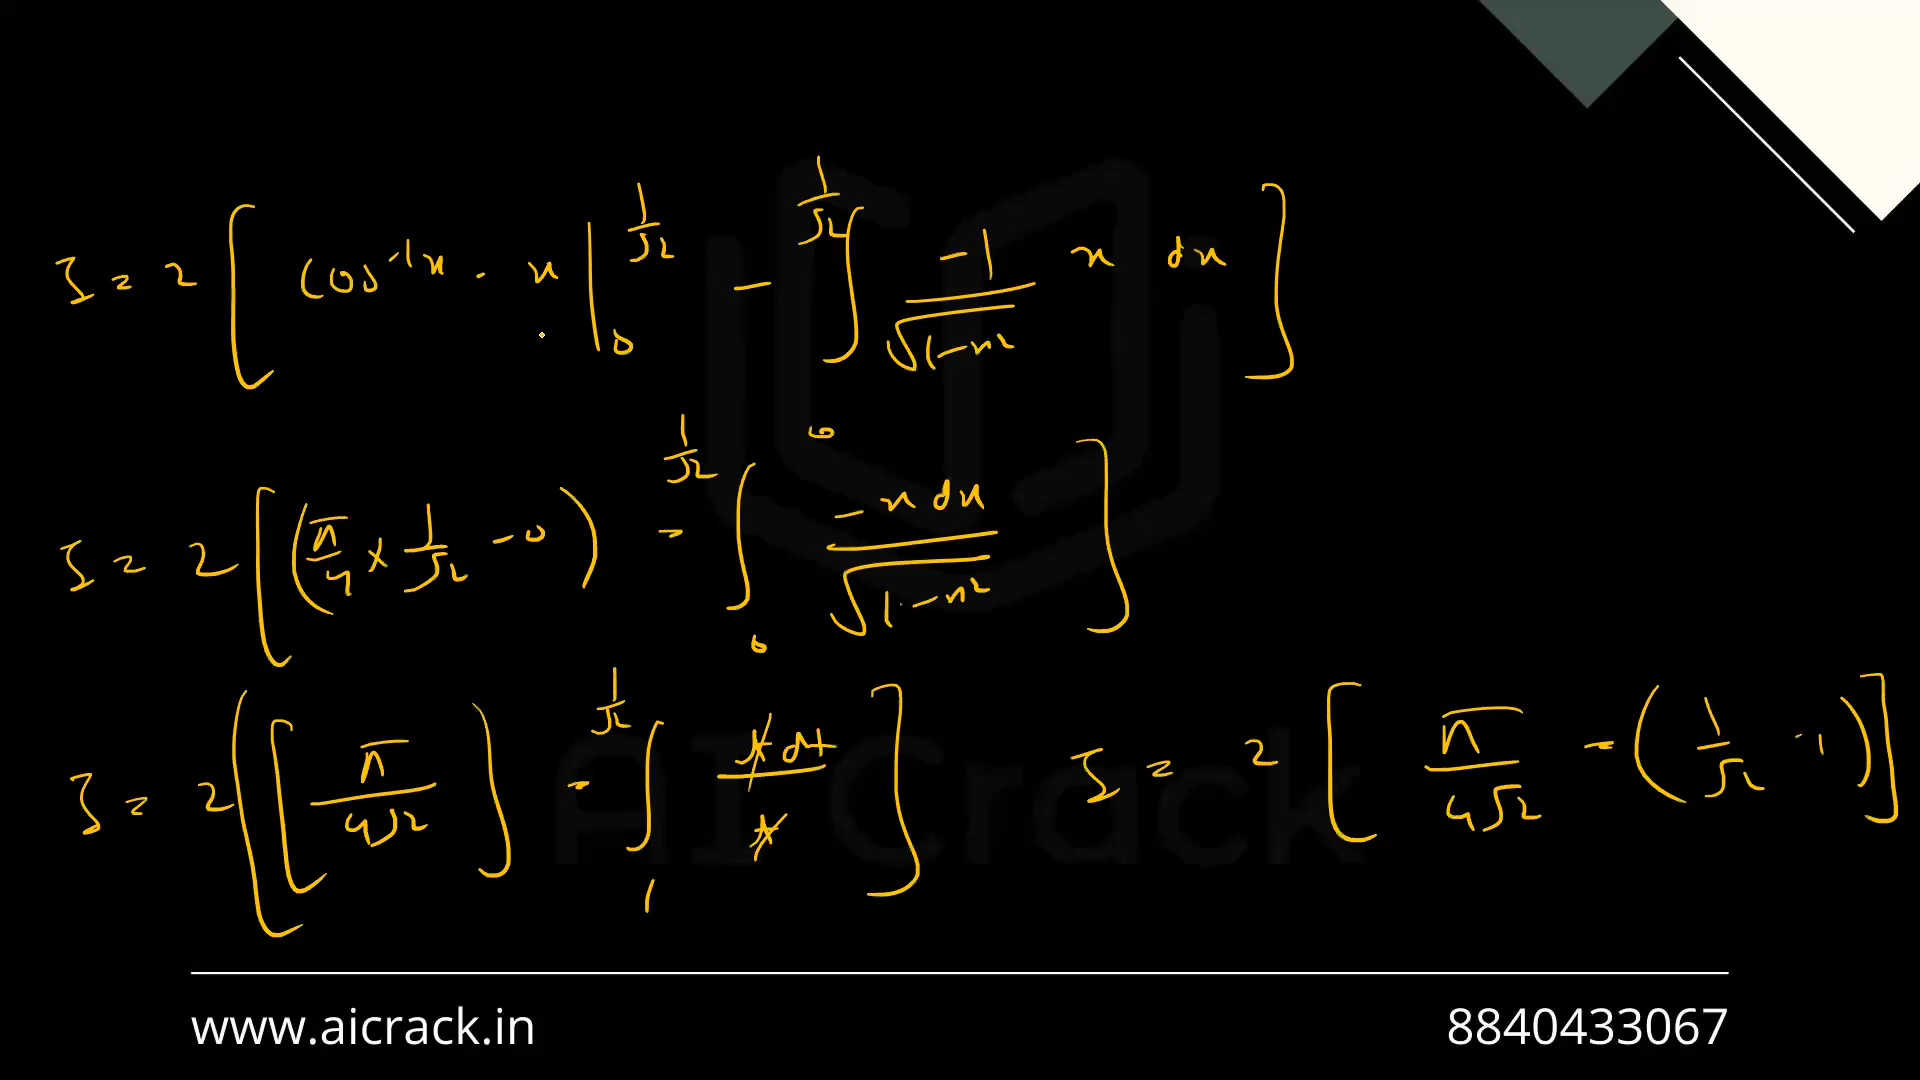 I = 2 [ cos⁻¹x · x |₀^(1/√2) − ∫₀^(1/√2) −1/√(1−x²) x dx ]
I = 2 [ (π/4 × 1/√2 − 0) − ∫₀^(1/√2) −x dx/√(1−x²) ]
I = 2 [ [ π/4√2 ] − ∫₁^(1/√2) t dt/t ] I = 2 [ π/4√2 − (1/√2 − 1) ]
AI Crack
www.aicrack.in 8840433067